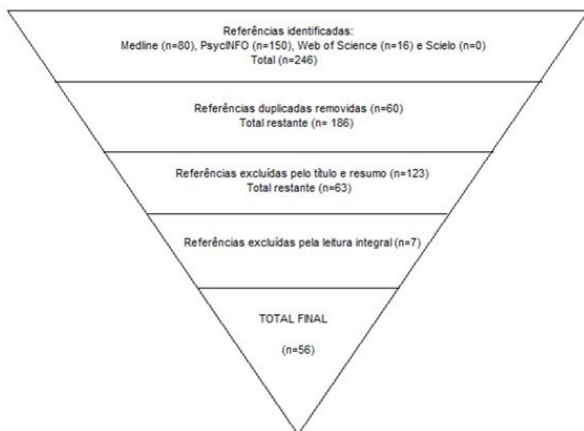 Referências identificadas:
Medline (n=80), PsycINFO (n=150), Web of Science (n=16) e Scielo (n=0)
Total (n=246)
Referências duplicadas removidas (n=60)
Total restante (n= 186)
Referências excluídas pelo título e resumo (n=123)
Total restante (n=63)
Referências excluídas pela leitura integral (n=7)
TOTAL FINAL
(n=56)